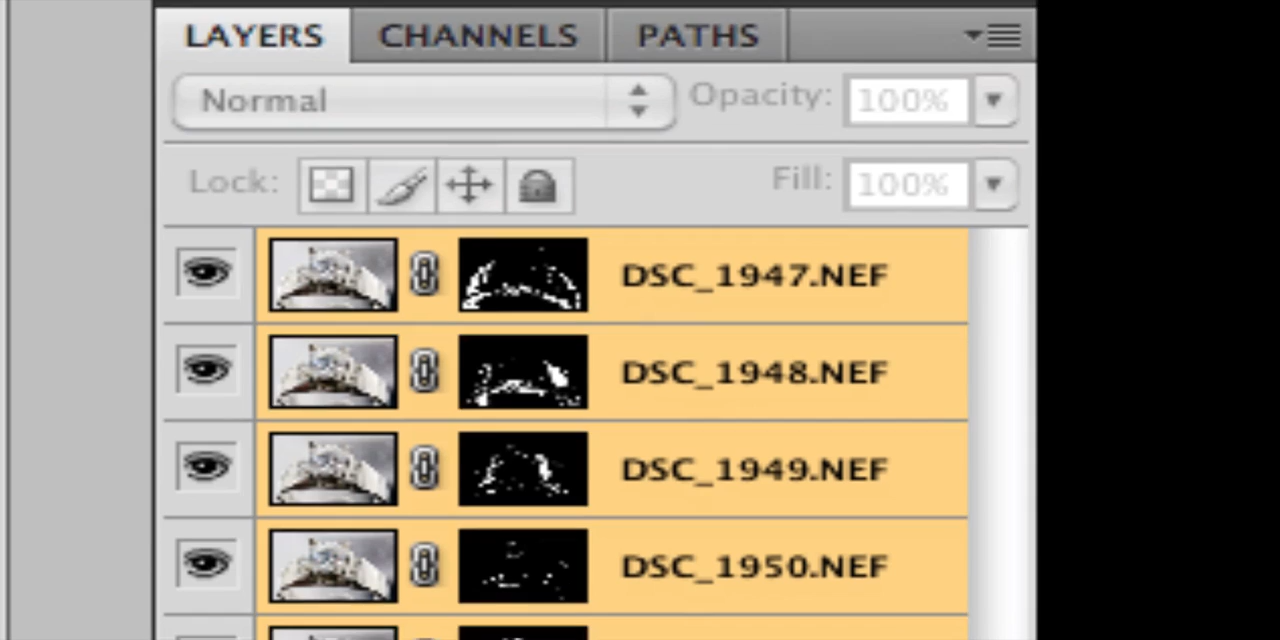 LAYERS CHANNELS PATHS
Normal Opacity: 100%
Lock: Fill: 100%
DSC_1947.NEF
DSC_1948.NEF
DSC_1949.NEF
DSC_1950.NEF